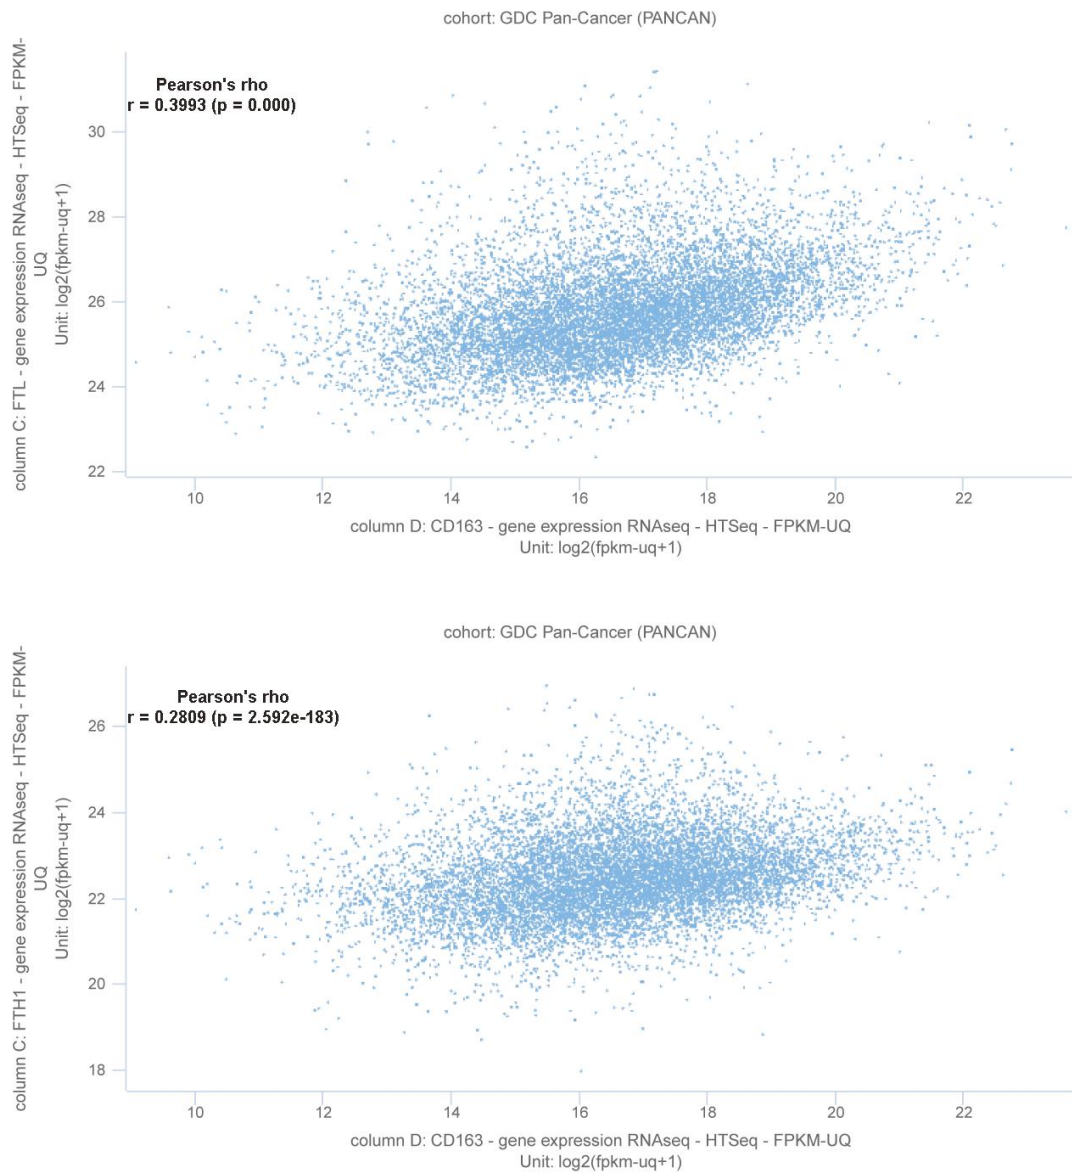 cohort: GDC Pan-Cancer (PANCAN)
column C: FTL - gene expression RNAseq - HTSeq - FPKM-
UQ
Unit: log2(fpkm-uq+1)
Pearson's rho
r = 0.3993 (p = 0.000)
30
28
26
24
22
10 12 14 16 18 20 22
column D: CD163 - gene expression RNAseq - HTSeq - FPKM-UQ
Unit: log2(fpkm-uq+1)
cohort: GDC Pan-Cancer (PANCAN)
column C: FTH1 - gene expression RNAseq - HTSeq - FPKM-
UQ
Unit: log2(fpkm-uq+1)
Pearson's rho
r = 0.2809 (p = 2.592e-183)
26
24
22
20
18
10 12 14 16 18 20 22
column D: CD163 - gene expression RNAseq - HTSeq - FPKM-UQ
Unit: log2(fpkm-uq+1)